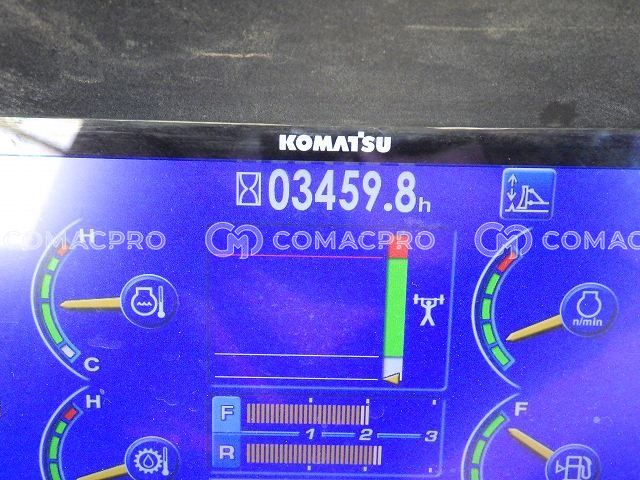 KOMATSU
03459.8h
H
COMACPRO COMACPRO COMACPRO
n/min
C
H F F
1 2 3
R